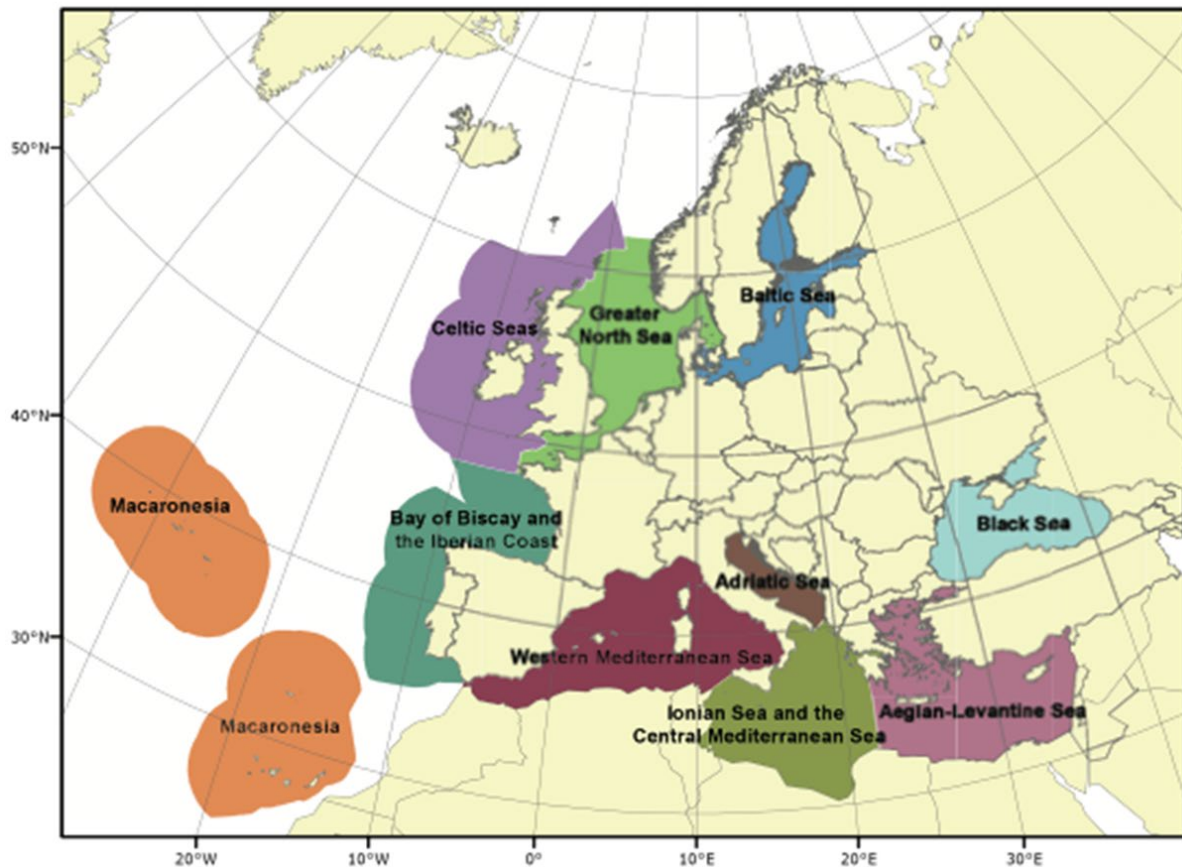 50°N
Celtic Seas
Greater
North Sea
Baltic Sea
40°N
Macaronesia
Bay of Biscay and
the Iberian Coast
Black Sea
Adriatic Sea
30°N
Western Mediterranean Sea
Macaronesia
Ionian Sea and the
Central Mediterranean Sea
Aegian-Levantine Sea
20°W
10°W
0°
10°E
20°E
30°E